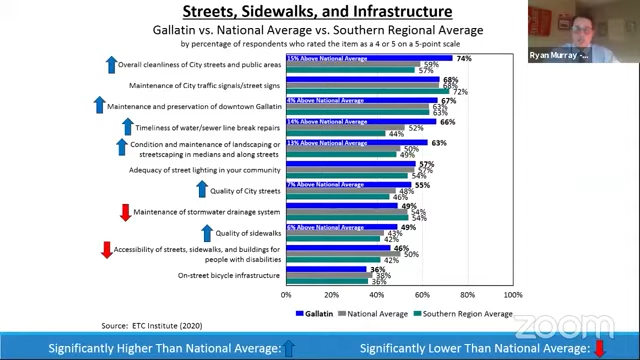 Streets, Sidewalks, and Infrastructure
Gallatin vs. National Average vs. Southern Regional Average
by percentage of respondents who rated the item as a 4 or 5 on a 5-point scale
Ryan Murray -...
Overall cleanliness of City streets and public areas
15% Above National Average
74%
59%
57%
Maintenance of City traffic signals/street signs
68%
68%
72%
Maintenance and preservation of downtown Gallatin
4% Above National Average
67%
63%
63%
Timeliness of water/sewer line break repairs
14% Above National Average
66%
52%
44%
Condition and maintenance of landscaping or
streetscaping in medians and along streets
13% Above National Average
63%
50%
49%
Adequacy of street lighting in your community
57%
57%
54%
Quality of City streets
7% Above National Average
55%
48%
46%
Maintenance of stormwater drainage system
49%
54%
54%
Quality of sidewalks
6% Above National Average
49%
43%
42%
Accessibility of streets, sidewalks, and buildings for
people with disabilities
46%
50%
42%
On-street bicycle infrastructure
36%
38%
36%
0% 20% 40% 60% 80% 100%
Gallatin National Average Southern Region Average
Source: ETC Institute (2020)
zoom
Significantly Higher Than National Average:
Significantly Lower Than National Average: